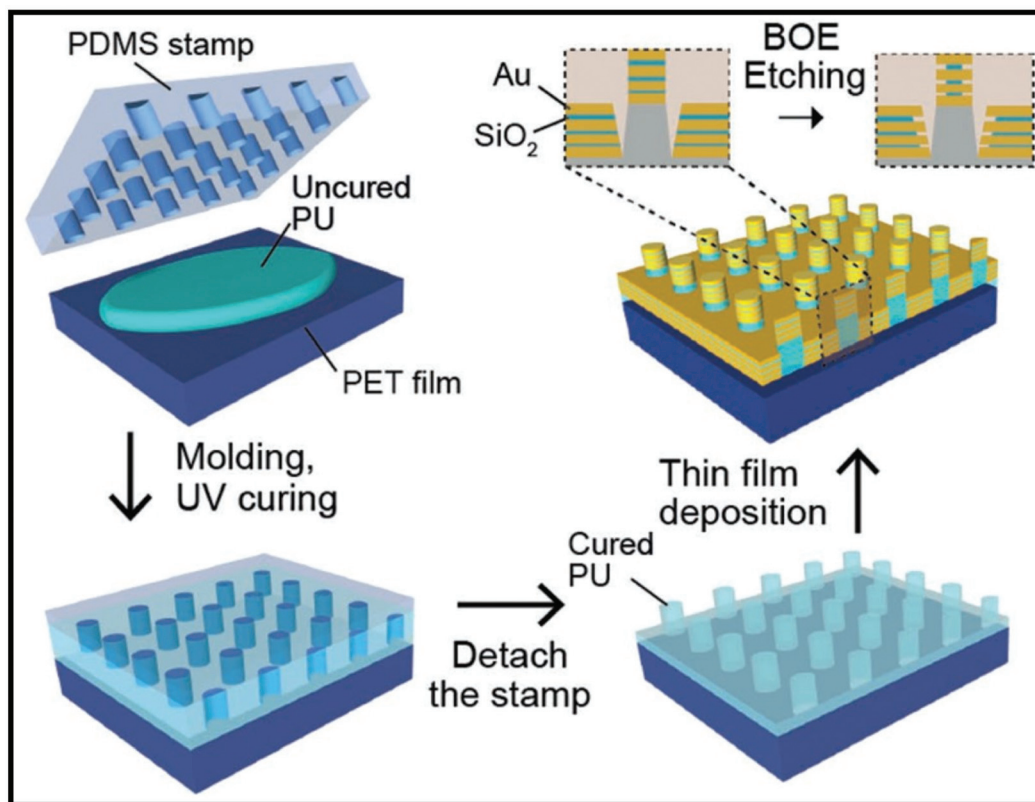 PDMS stamp
Uncured
PU
PET film
Molding,
UV curing
Detach
the stamp
Cured
PU
Thin film
deposition
Au
SiO₂
BOE
Etching